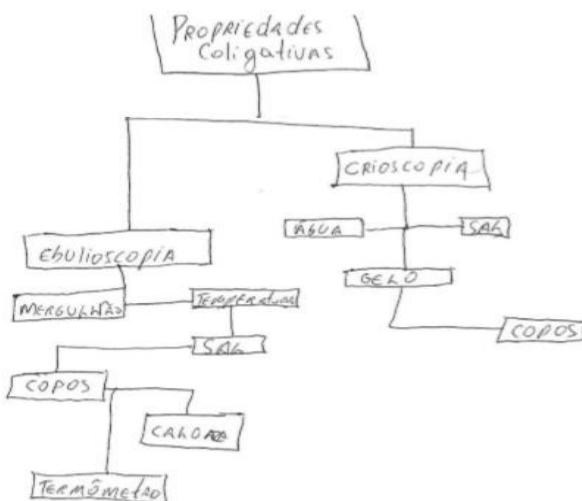 PROPRIEDADES
COLIGATIVAS
CRIOSCOPIA
ÁGUA
SAL
EBULIOSCOPIA
GELO
MERGULHÃO
TEMPERATURA
COPOS
SAL
COPOS
CALOR
TERMÔMETRO